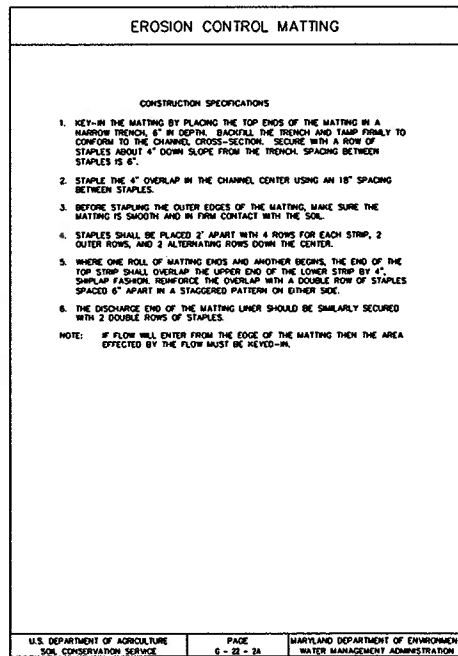 EROSION CONTROL MATTING
CONSTRUCTION SPECIFICATIONS
1. KEY-IN THE MATTING BY PLACING THE TOP ENDS OF THE MATTING IN A
NARROW TRENCH, 6" IN DEPTH. BACKFILL THE TRENCH AND TAMP FIRMLY TO
CONFORM TO THE CHANNEL CROSS-SECTION. SECURE WITH A ROW OF
STAPLES ABOUT 4" DOWN SLOPE FROM THE TRENCH. SPACING BETWEEN
STAPLES IS 6".
2. STAPLE THE 4" OVERLAP IN THE CHANNEL CENTER USING AN 18" SPACING
BETWEEN STAPLES.
3. BEFORE STAPLING THE OUTER EDGES OF THE MATTING, MAKE SURE THE
MATTING IS SMOOTH AND IN FIRM CONTACT WITH THE SOIL.
4. STAPLES SHALL BE PLACED 2' APART WITH 4 ROWS FOR EACH STRIP, 2
OUTER ROWS, AND 2 ALTERNATING ROWS DOWN THE CENTER.
5. WHERE ONE ROLL OF MATTING ENDS AND ANOTHER BEGINS, THE END OF THE
TOP STRIP SHALL OVERLAP THE UPPER END OF THE LOWER STRIP BY 4",
SHIPLAP FASHION. REINFORCE THE OVERLAP WITH A DOUBLE ROW OF STAPLES
SPACED 6" APART IN A STAGGERED PATTERN ON EITHER SIDE.
6. THE DISCHARGE END OF THE MATTING LINER SHOULD BE SIMILARLY SECURED
WITH 2 DOUBLE ROWS OF STAPLES.
NOTE: IF FLOW WILL ENTER FROM THE EDGE OF THE MATTING THEN THE AREA
EFFECTED BY THE FLOW MUST BE KEYED-IN.
U.S. DEPARTMENT OF AGRICULTURE
SOIL CONSERVATION SERVICE
PAGE
G - 22 - 2A
MARYLAND DEPARTMENT OF ENVIRONMEN
WATER MANAGEMENT ADMINISTRATION